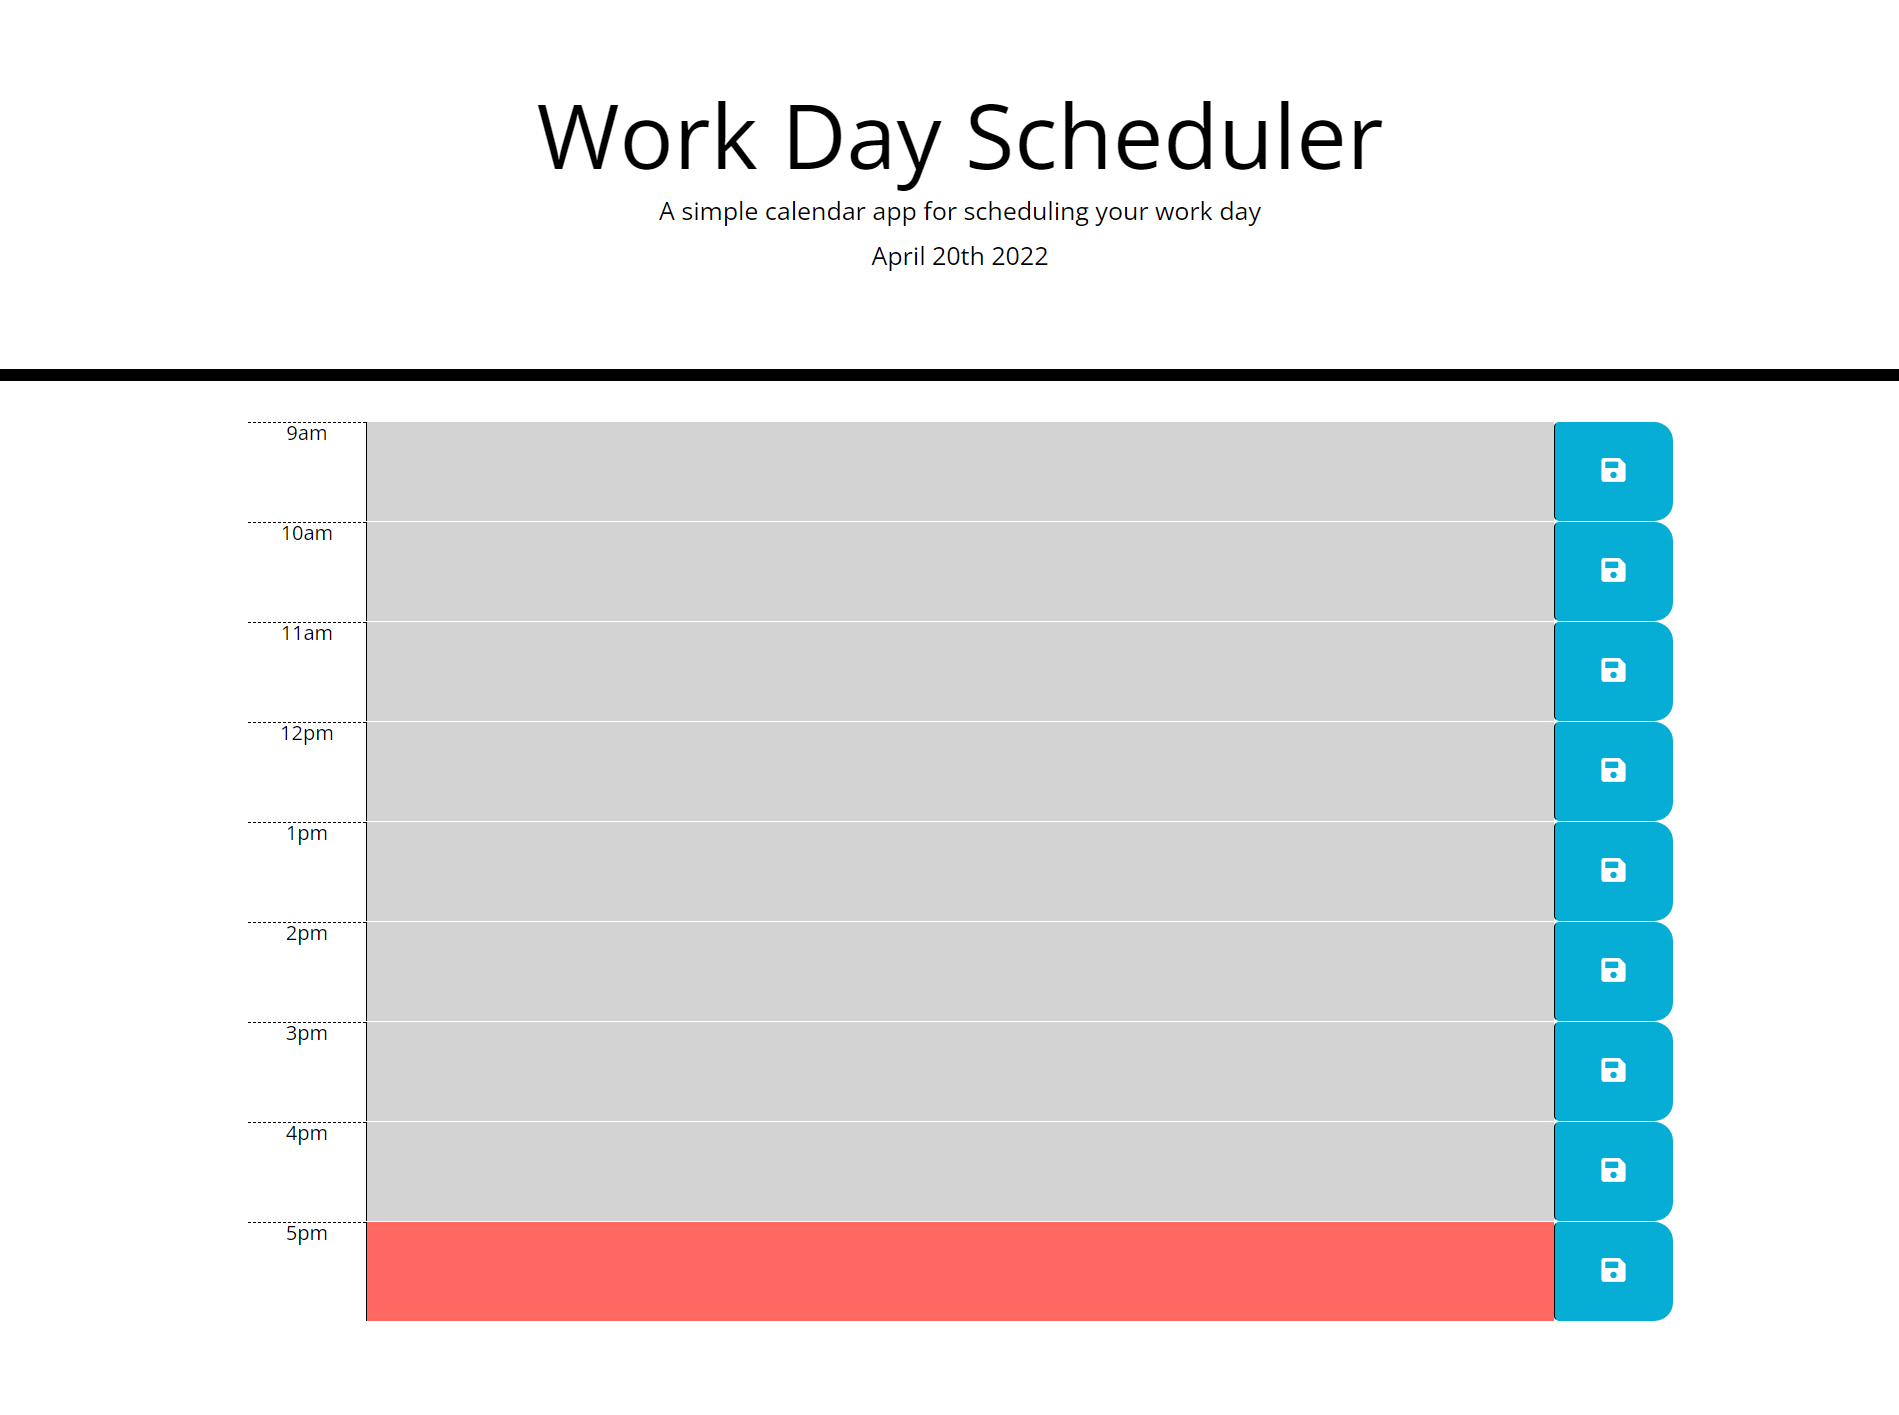 Work Day Scheduler
A simple calendar app for scheduling your work day
April 20th 2022
9am
10am
11am
12pm
1pm
2pm
3pm
4pm
5pm